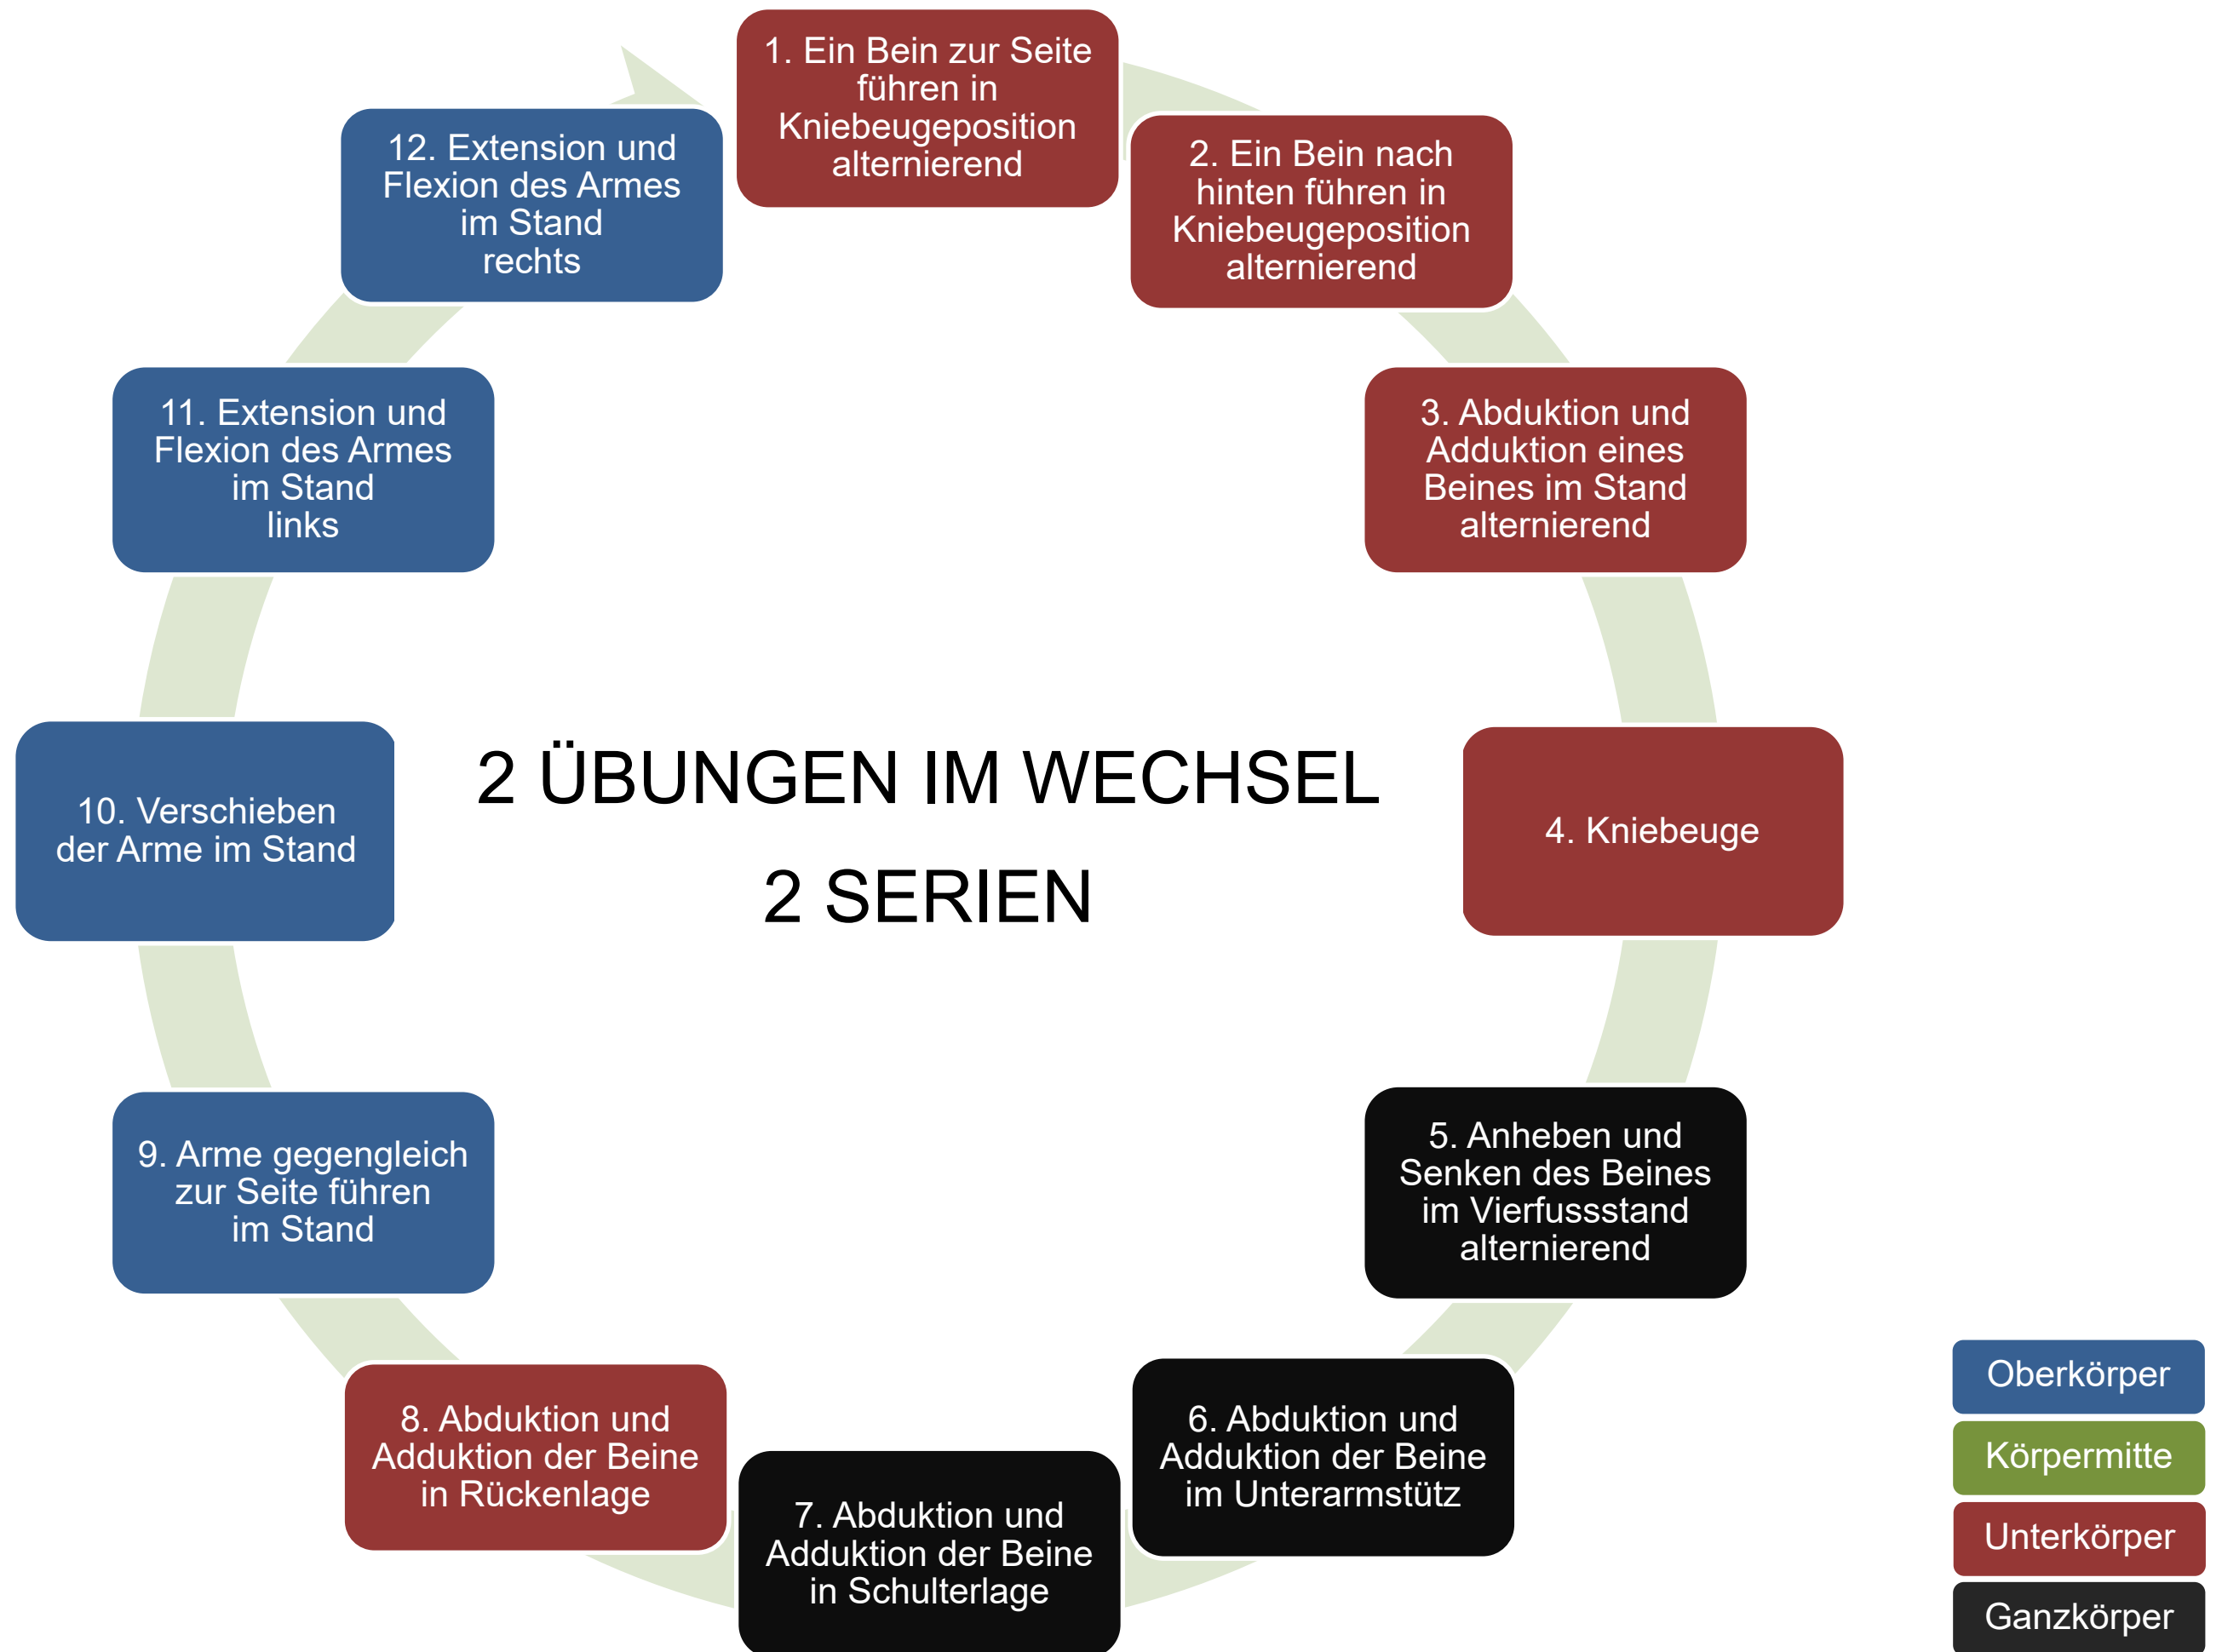 1. Ein Bein zur Seite
führen in
Kniebeugeposition
alternierend
2. Ein Bein nach
hinten führen in
Kniebeugeposition
alternierend
3. Abduktion und
Adduktion eines
Beines im Stand
alternierend
4. Kniebeuge
5. Anheben und
Senken des Beines
im Vierfussstand
alternierend
6. Abduktion und
Adduktion der Beine
im Unterarmstütz
7. Abduktion und
Adduktion der Beine
in Schulterlage
8. Abduktion und
Adduktion der Beine
in Rückenlage
9. Arme gegengleich
zur Seite führen
im Stand
10. Verschieben
der Arme im Stand
11. Extension und
Flexion des Armes
im Stand
links
12. Extension und
Flexion des Armes
im Stand
rechts
2 ÜBUNGEN IM WECHSEL
2 SERIEN
Oberkörper
Körpermitte
Unterkörper
Ganzkörper